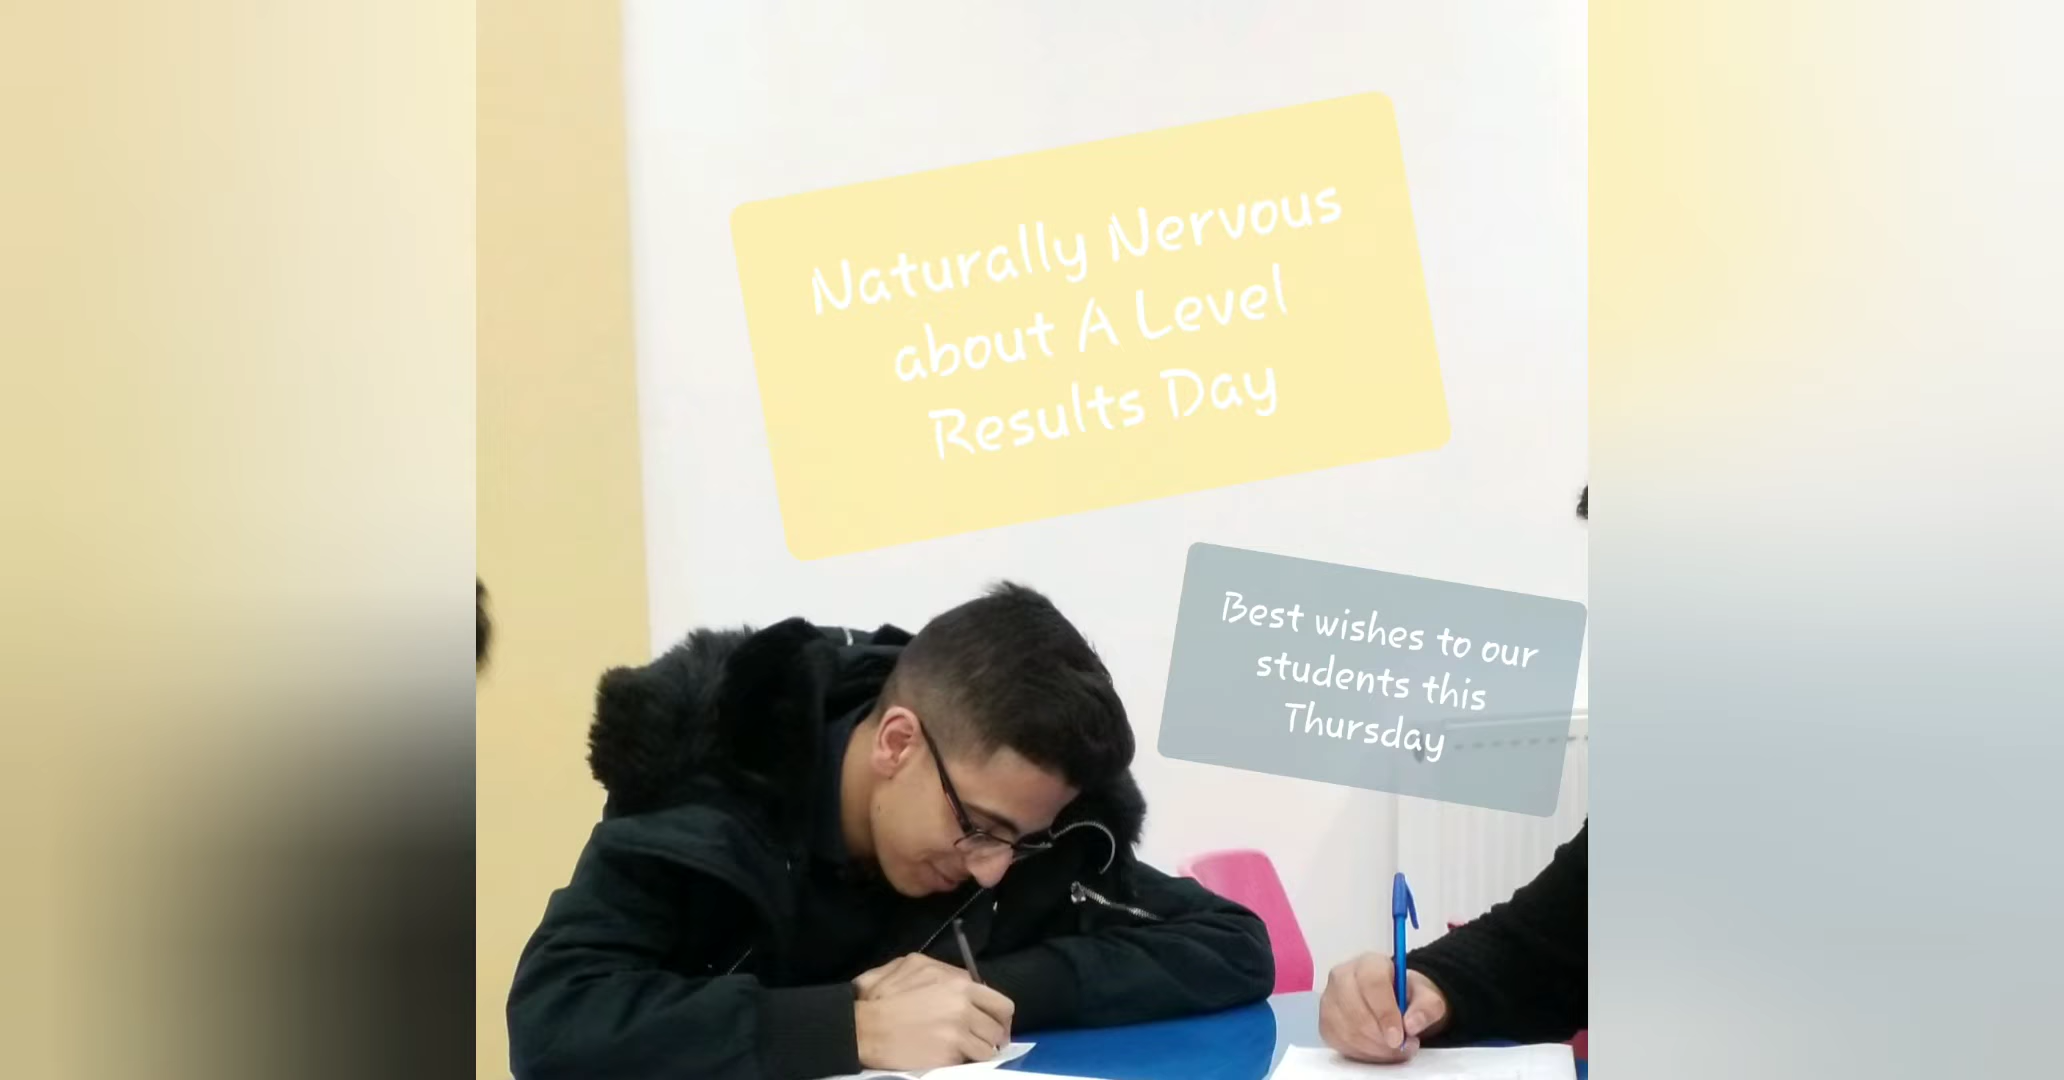 Naturally Nervous
about A Level
Results Day
Best wishes to our
students this
Thursday